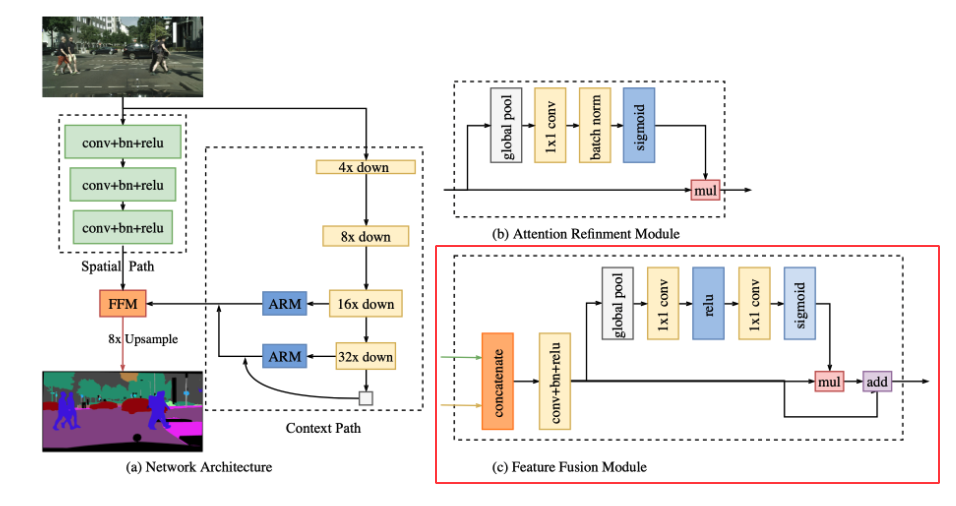 conv+bn+relu
conv+bn+relu
conv+bn+relu
Spatial Path
FFM
8x Upsample
4x down
8x down
16x down
ARM
32x down
ARM
Context Path
(a) Network Architecture
global pool
1x1 conv
batch norm
sigmoid
mul
(b) Attention Refinment Module
concatenate
conv+bn+relu
global pool
1x1 conv
relu
1x1 conv
sigmoid
mul
add
(c) Feature Fusion Module